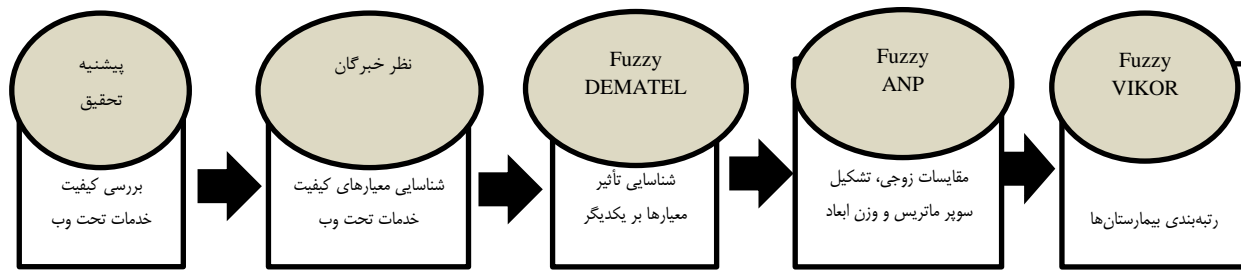 پیشنیه
تحقیق
بررسی کیفیت
خدمات تحت وب
نظر خبرگان
شناسایی معیارهای کیفیت
خدمات تحت وب
Fuzzy
DEMATEL
شناسایی تأثیر
معیارها بر یکدیگر
Fuzzy
ANP
مقایسات زوجی، تشکیل
سوپر ماتریس و وزن ابعاد
Fuzzy
VIKOR
رتبه‌بندی بیمارستان‌ها